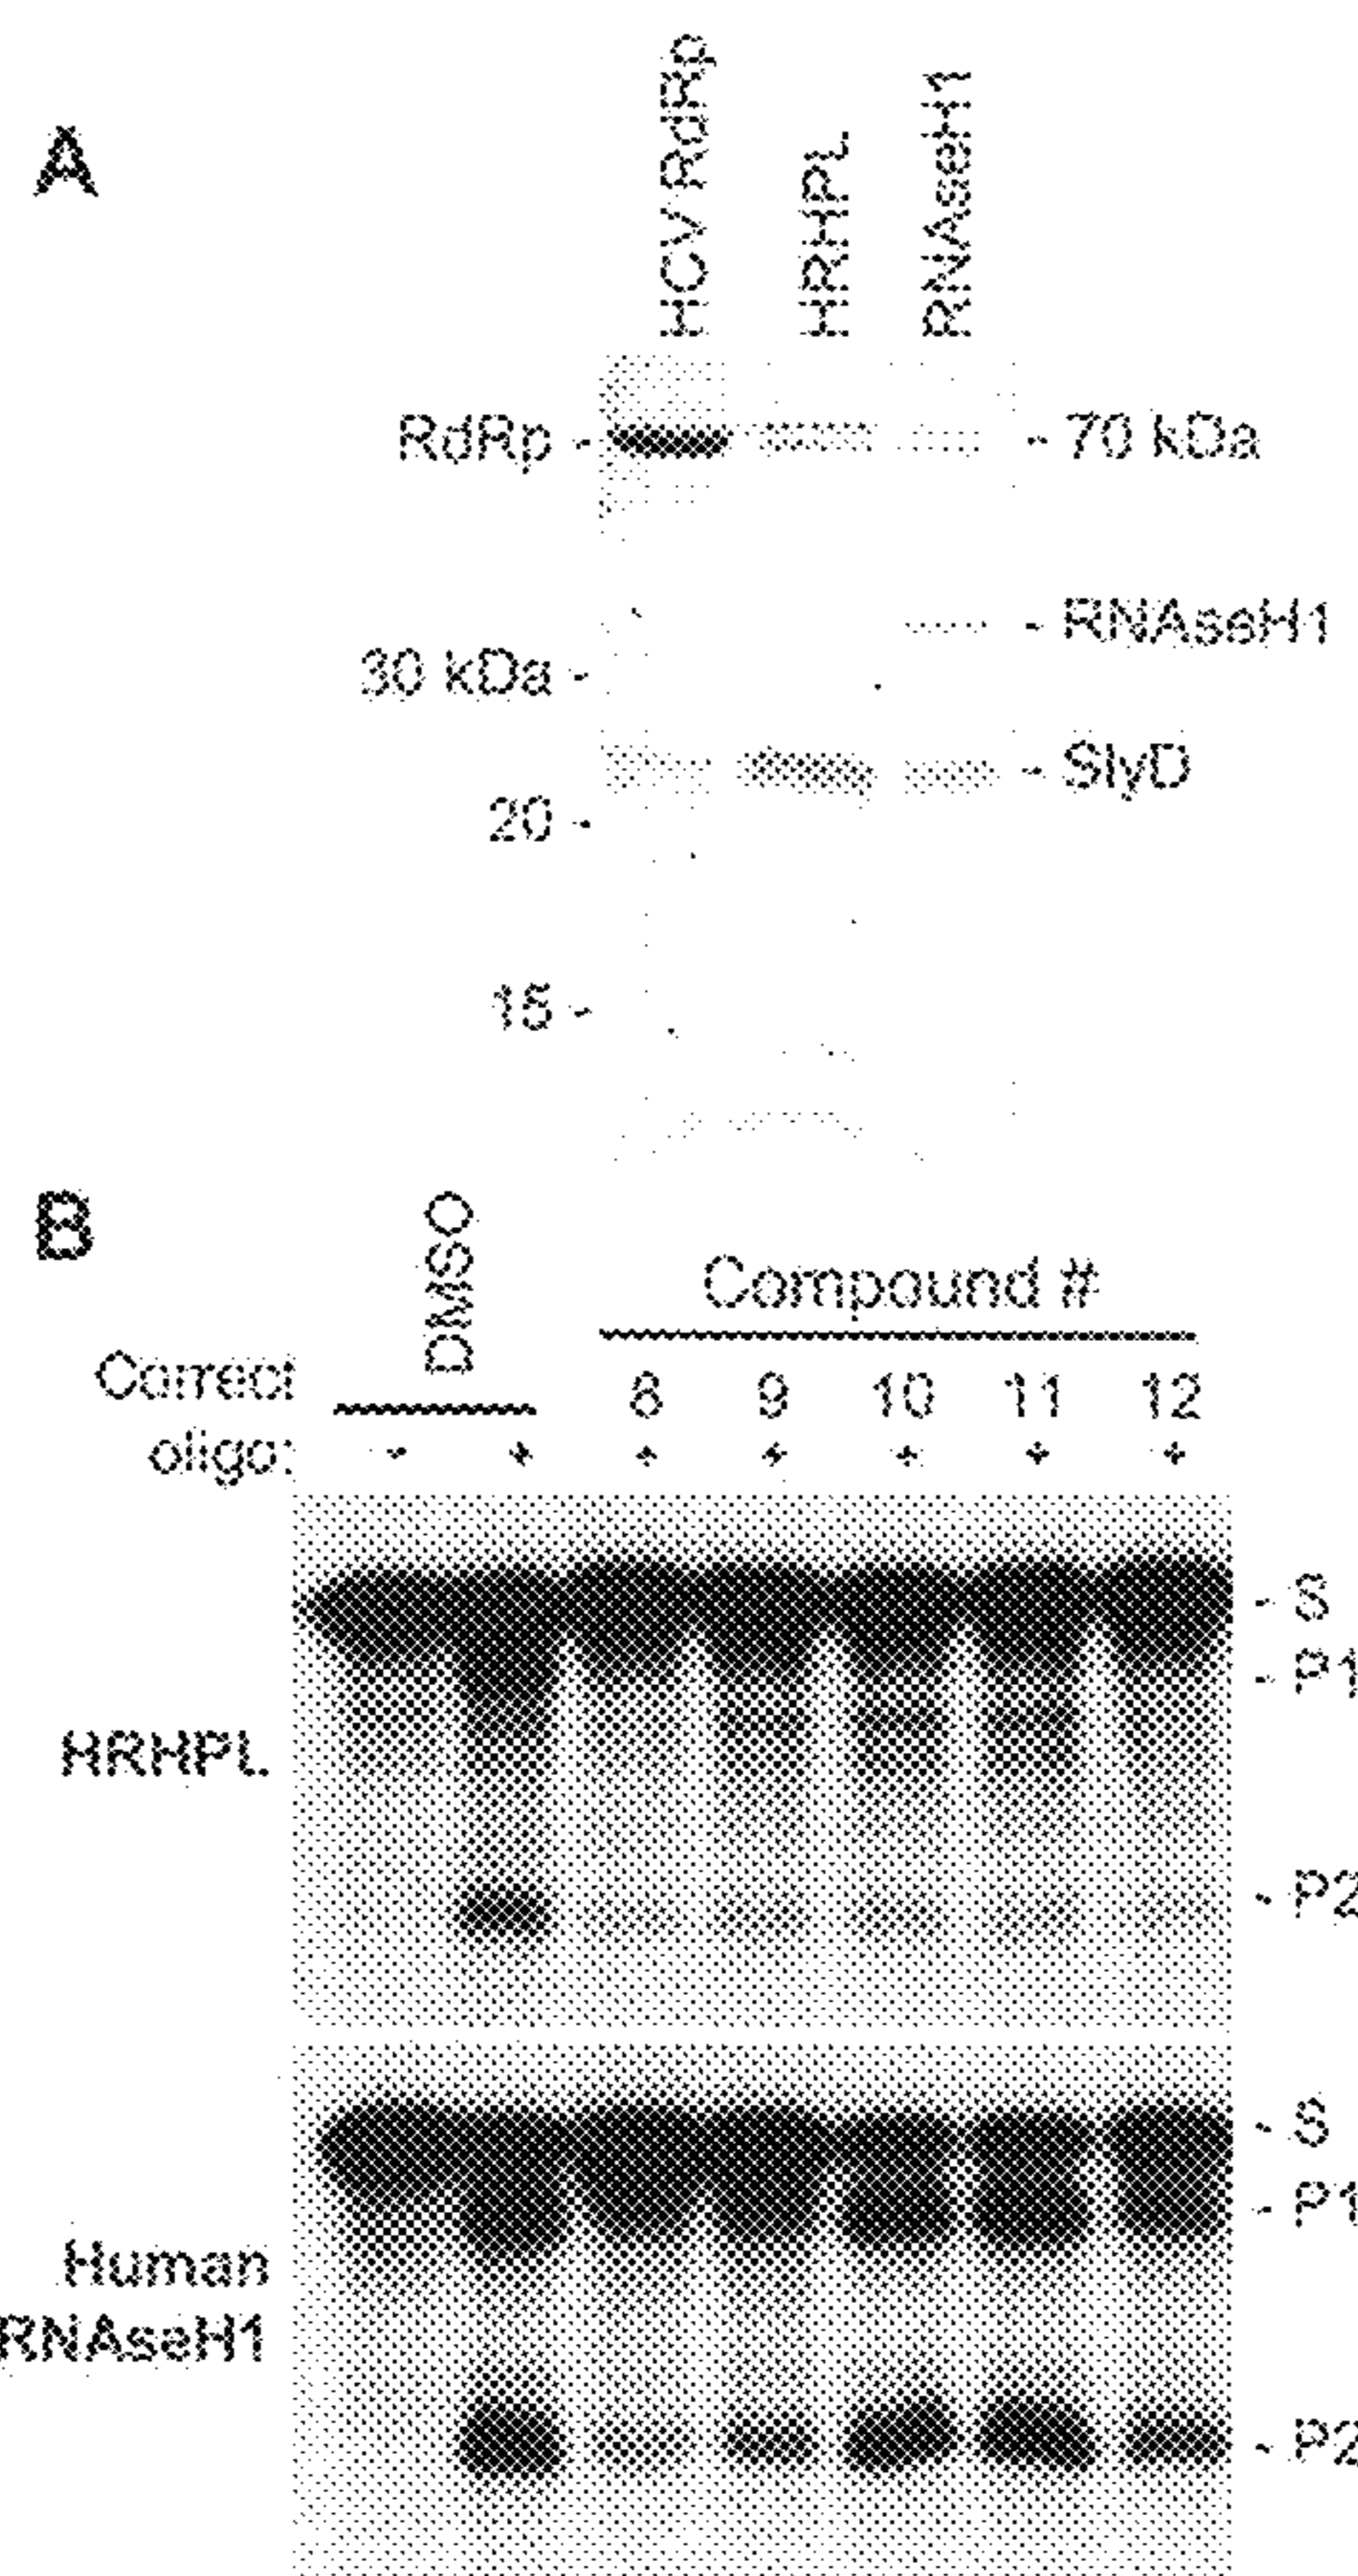 A
HCV RdRp
HRHPL
RNAseH1
RdRp - - 70 kDa
- RNAseH1
30 kDa -
- SlyD
20 -
15 -
B
DMSO
Compound #
Correct
oligo:
8 9 10 11 12
- + + + + + +
HRHPL
- S
- P1
- P2
Human
RNAseH1
- S
- P1
- P2